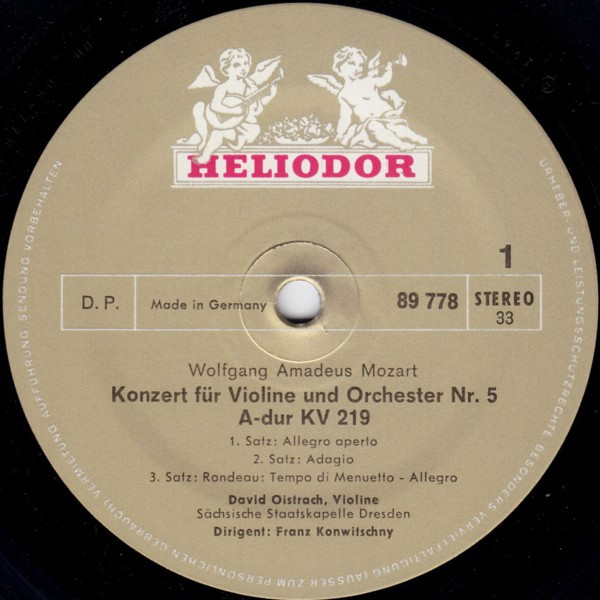 HELIODOR
1
D. P.
Made in Germany
89 778
STEREO
33
Wolfgang Amadeus Mozart
Konzert für Violine und Orchester Nr. 5
A-dur KV 219
1. Satz: Allegro aperto
2. Satz: Adagio
3. Satz: Rondeau: Tempo di Menuetto - Allegro
David Oistrach, Violine
Sächsische Staatskapelle Dresden
Dirigent: Franz Konwitschny
URHEBER- UND LEISTUNGSSCHUTZRECHTE, BESONDERS VERVIELFÄLTIGUNG (AUSSER ZUM PERSÖNLICHEN GEBRAUCH) VERMIETUNG AUFFÜHRUNG, SENDUNG VORBEHALTEN